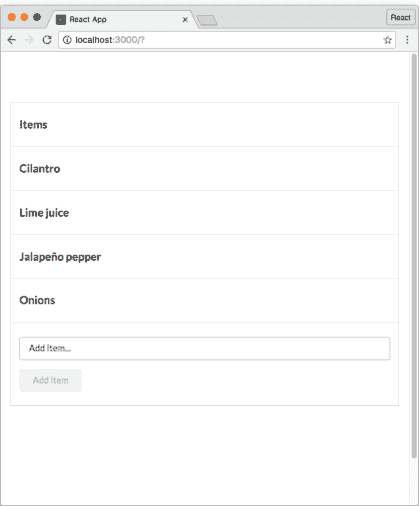 React App
React
localhost:3000/?
Items
Cilantro
Lime juice
Jalapeño pepper
Onions
Add item...
Add item